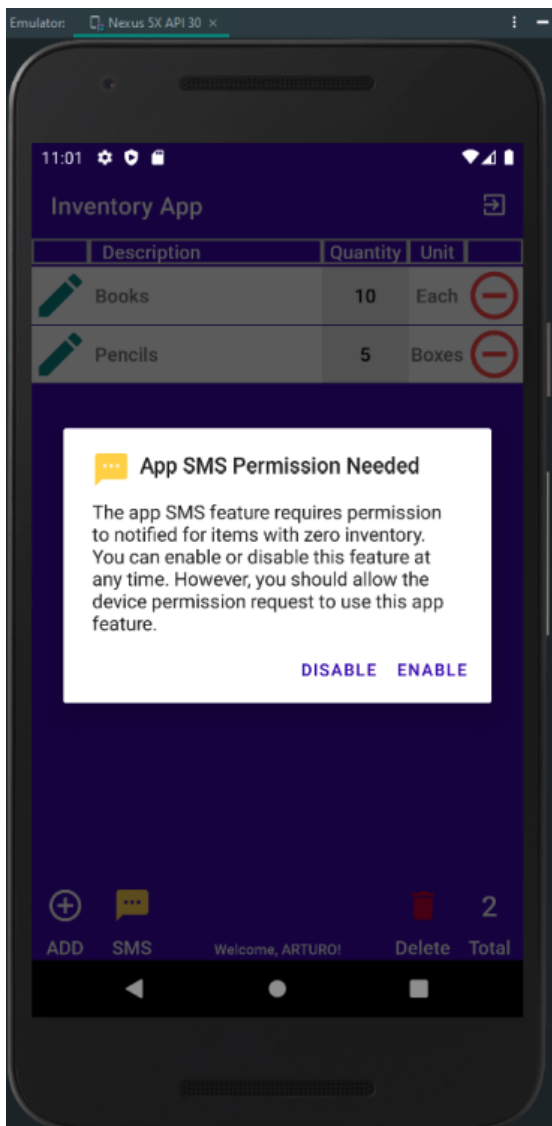 Emulator: Nexus 5X API 30 ×
11:01
Inventory App
Description Quantity Unit
Books 10 Each
Pencils 5 Boxes
App SMS Permission Needed
The app SMS feature requires permission
to notified for items with zero inventory.
You can enable or disable this feature at
any time. However, you should allow the
device permission request to use this app
feature.
DISABLE ENABLE
2
ADD SMS Welcome, ARTURO! Delete Total